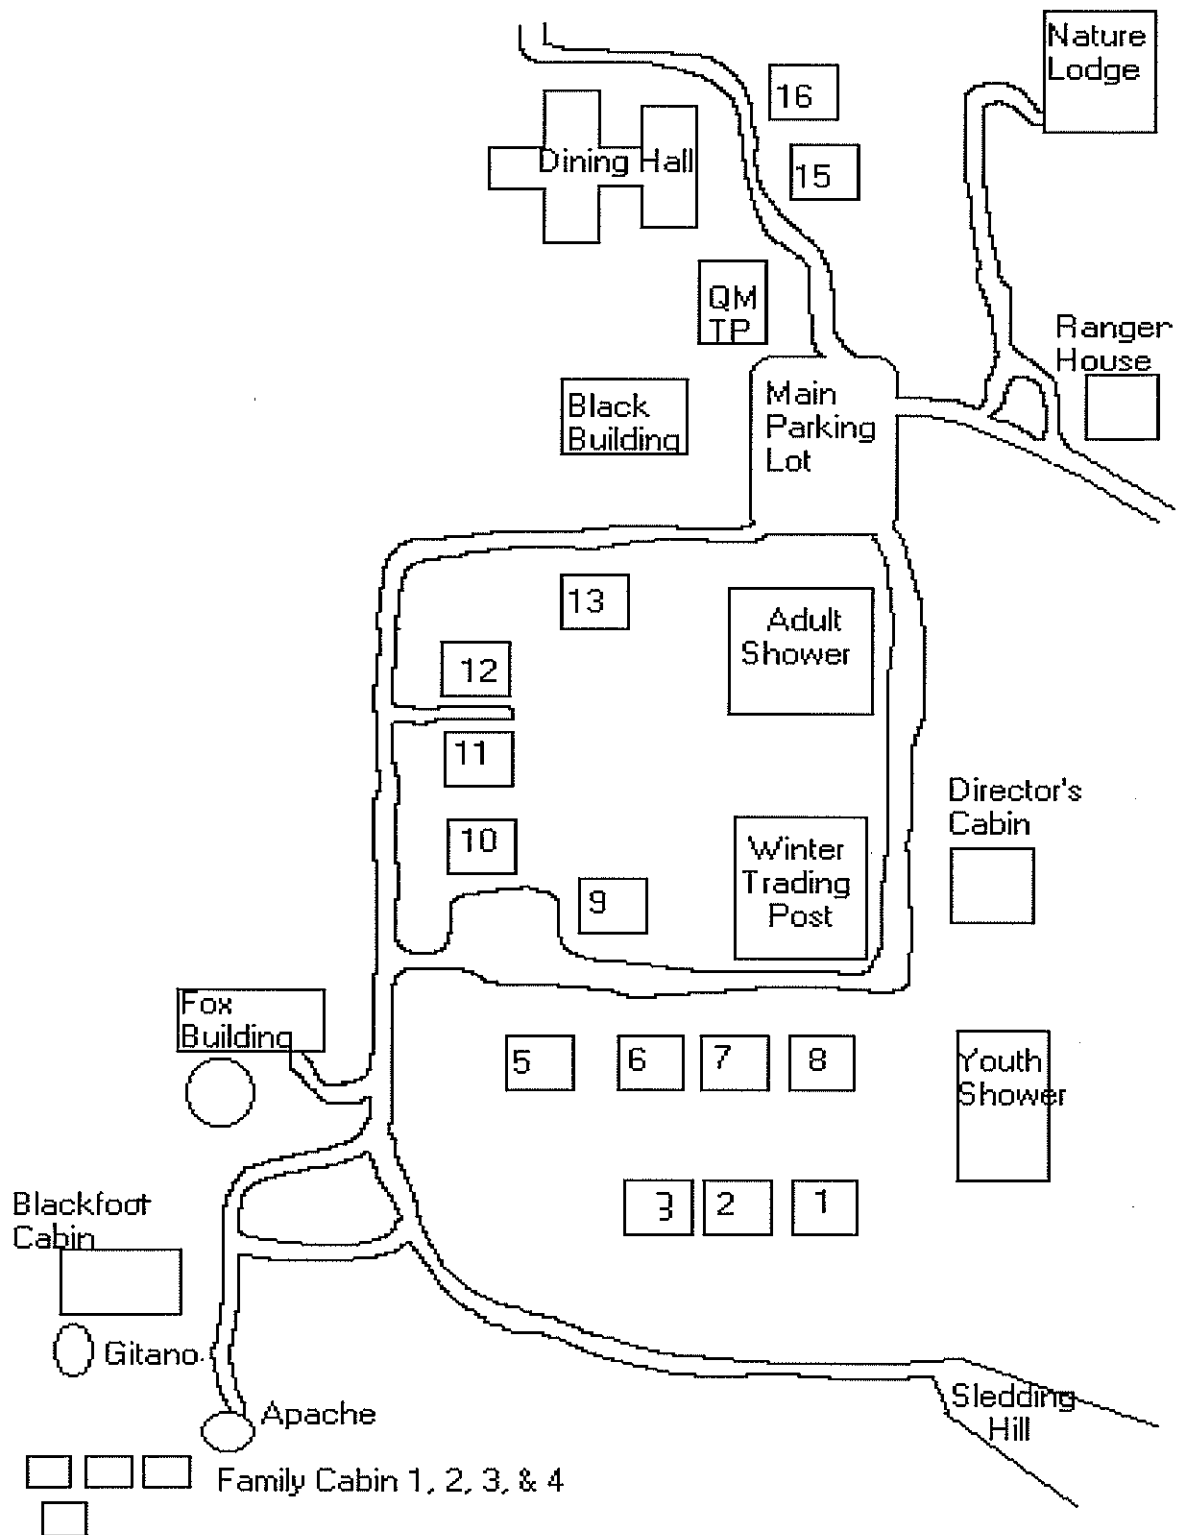 Nature
Lodge
16
Dining Hall
15
QM
TP
Ranger
House
Main
Parking
Lot
Black
Building
13
Adult
Shower
12
11
Director's
Cabin
10
Winter
Trading
Post
9
Fox
Building
5
6
7
8
Youth
Shower
3
2
1
Blackfoot
Cabin
Gitano
Apache
Sledding
Hill
Family Cabin 1, 2, 3, & 4